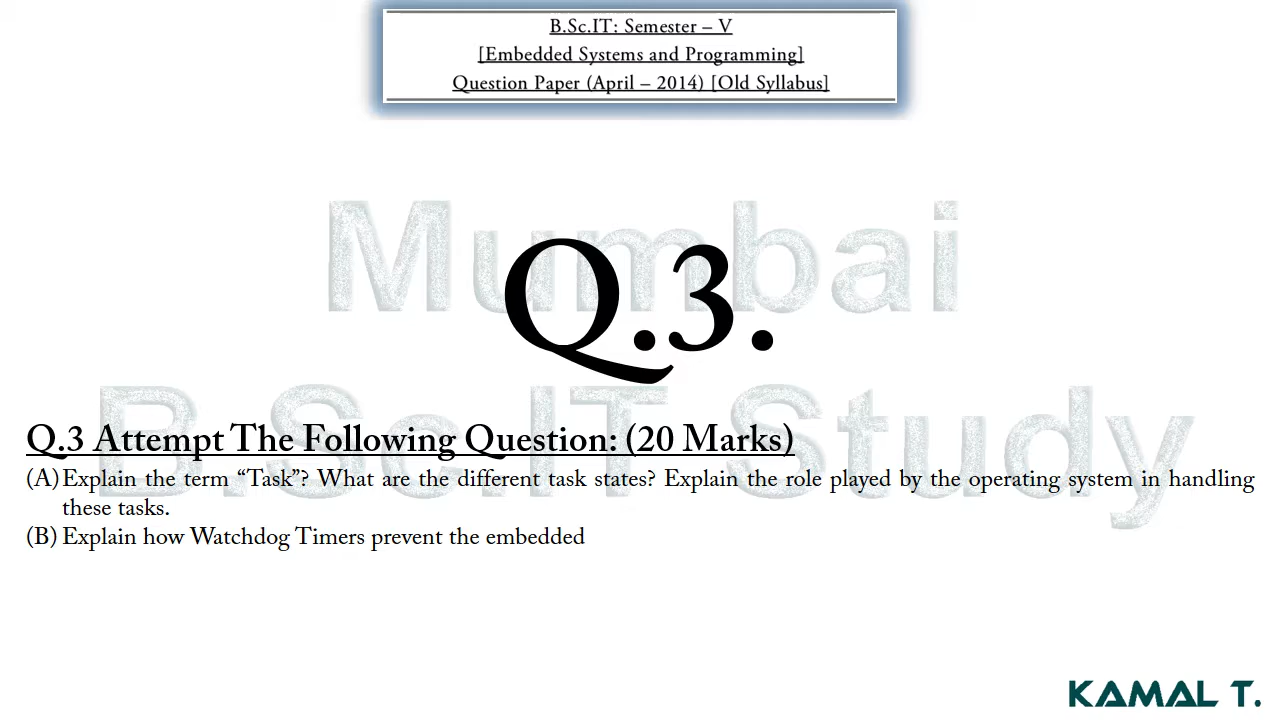 B.Sc.IT: Semester – V
[Embedded Systems and Programming]
Question Paper (April – 2014) [Old Syllabus]
Mumbai
Q.3.
B.Sc.IT Study
Q.3 Attempt The Following Question: (20 Marks)
(A) Explain the term “Task”? What are the different task states? Explain the role played by the operating system in handling
these tasks.
(B) Explain how Watchdog Timers prevent the embedded
KAMAL T.